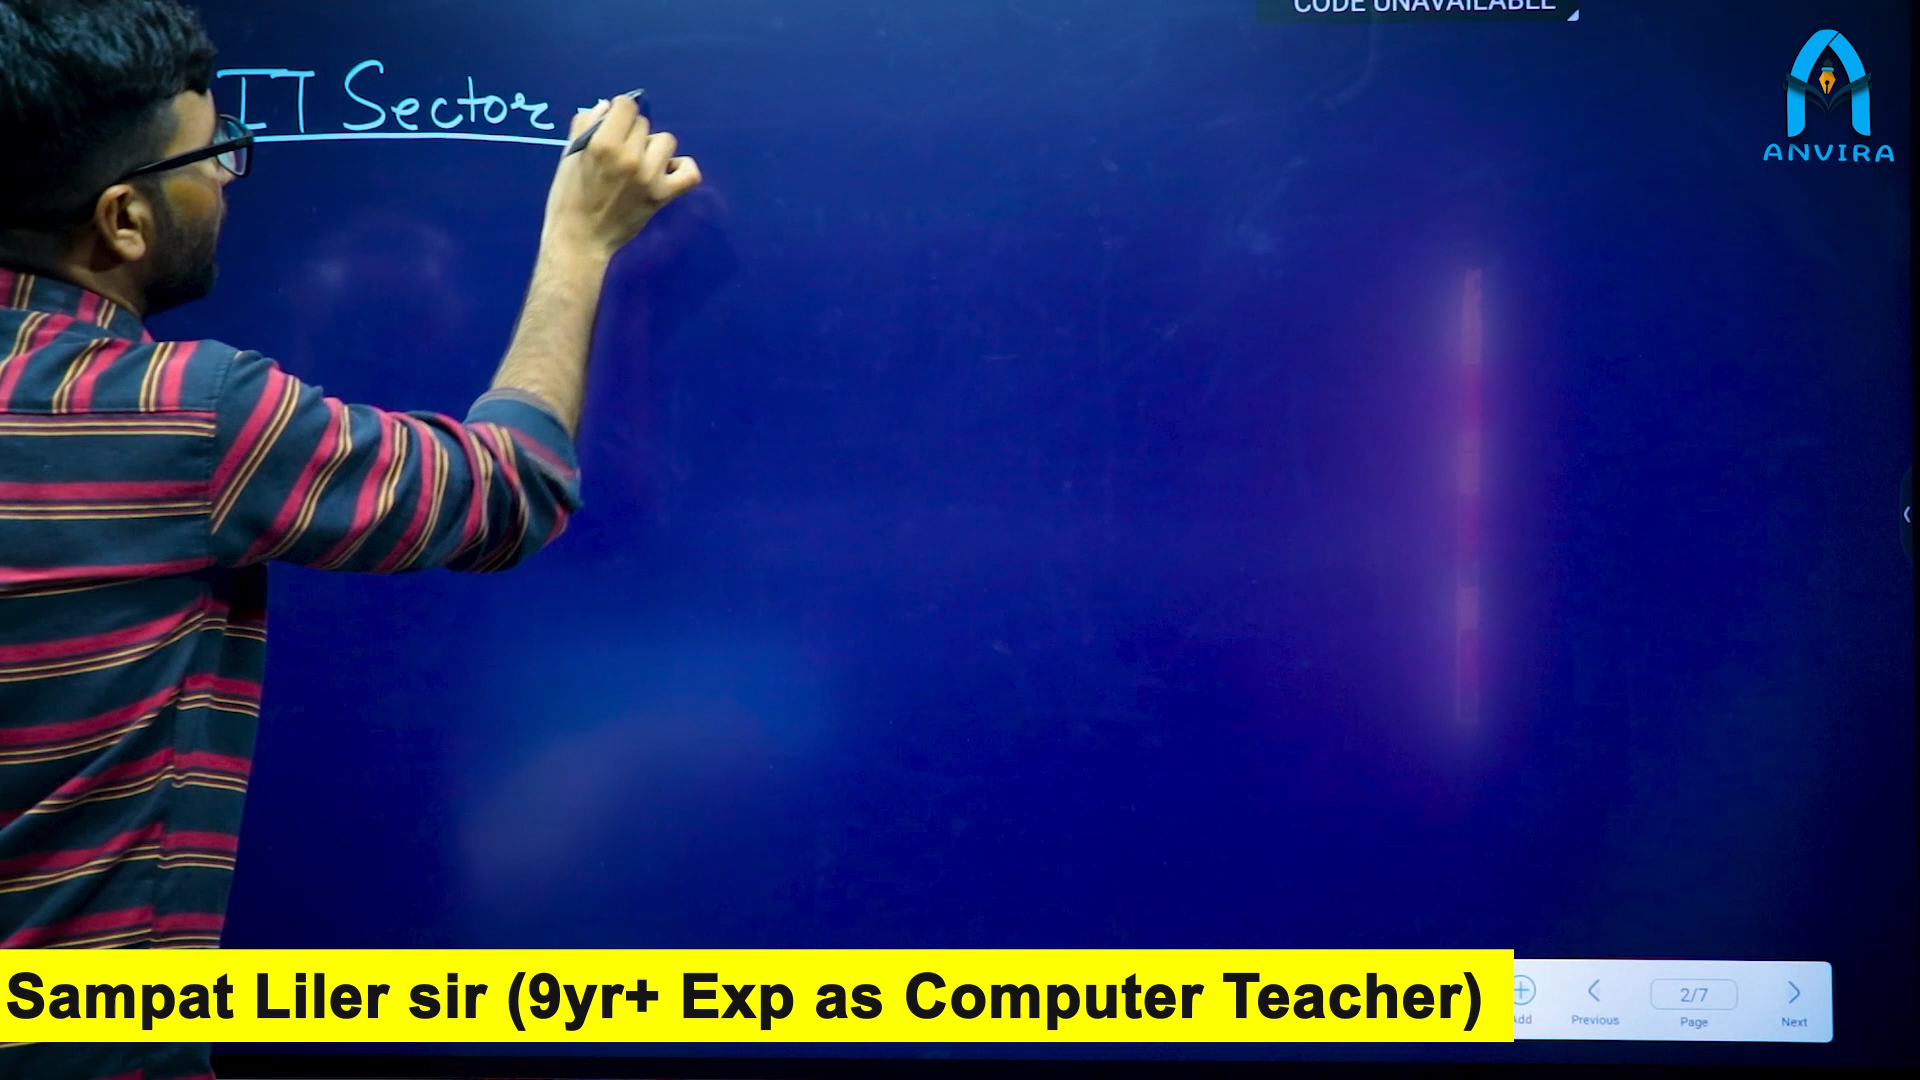 CODE UNAVAILABLE
IT Sector
ANVIRA
Sampat Liler sir (9yr+ Exp as Computer Teacher)
Add
Previous
2/7
Page
Next